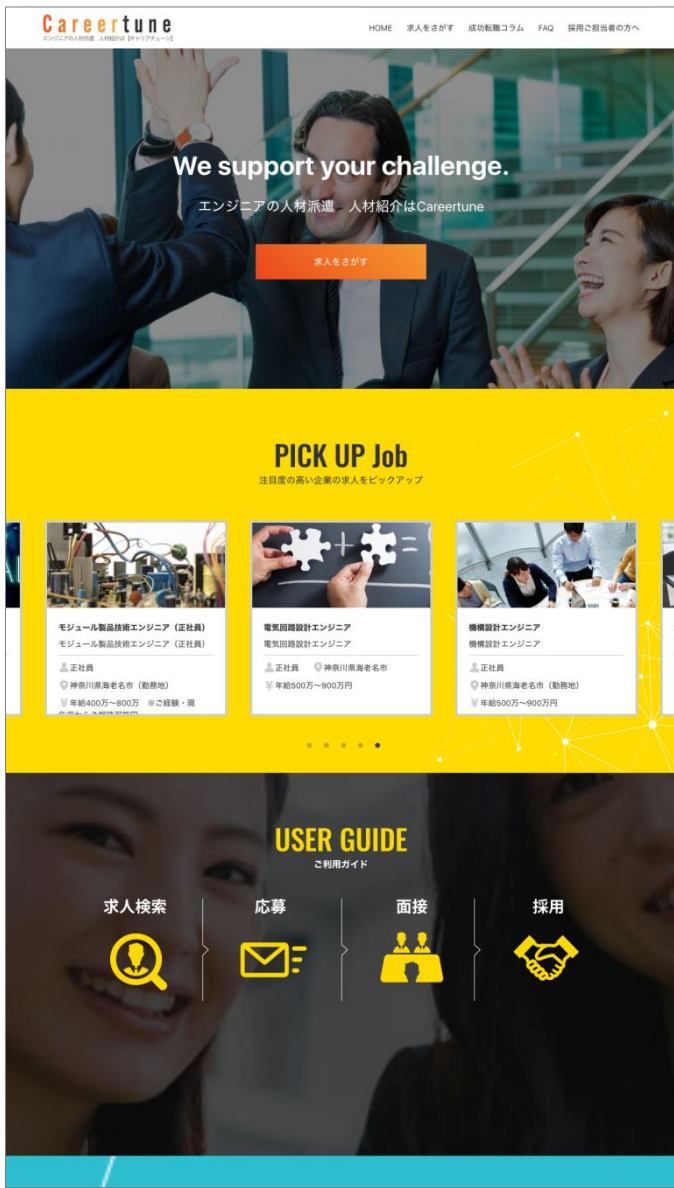 Careertune
エンジニアの人材派遣　人材紹介は【キャリアチューン】
HOME　求人をさがす　成功転職コラム　FAQ　採用ご担当者の方へ
We support your challenge.
エンジニアの人材派遣　人材紹介はCareertune
求人をさがす
PICK UP Job
注目度の高い企業の求人をピックアップ
モジュール製品技術エンジニア（正社員）
モジュール製品技術エンジニア（正社員）
正社員
神奈川県海老名市（勤務地）
年給400万〜800万　※ご経験・現
電気回路設計エンジニア
電気回路設計エンジニア
正社員　神奈川県海老名市
年給500万〜900万円
機構設計エンジニア
機構設計エンジニア
正社員
神奈川県海老名市（勤務地）
年給500万〜900万円
USER GUIDE
ご利用ガイド
求人検索
応募
面接
採用